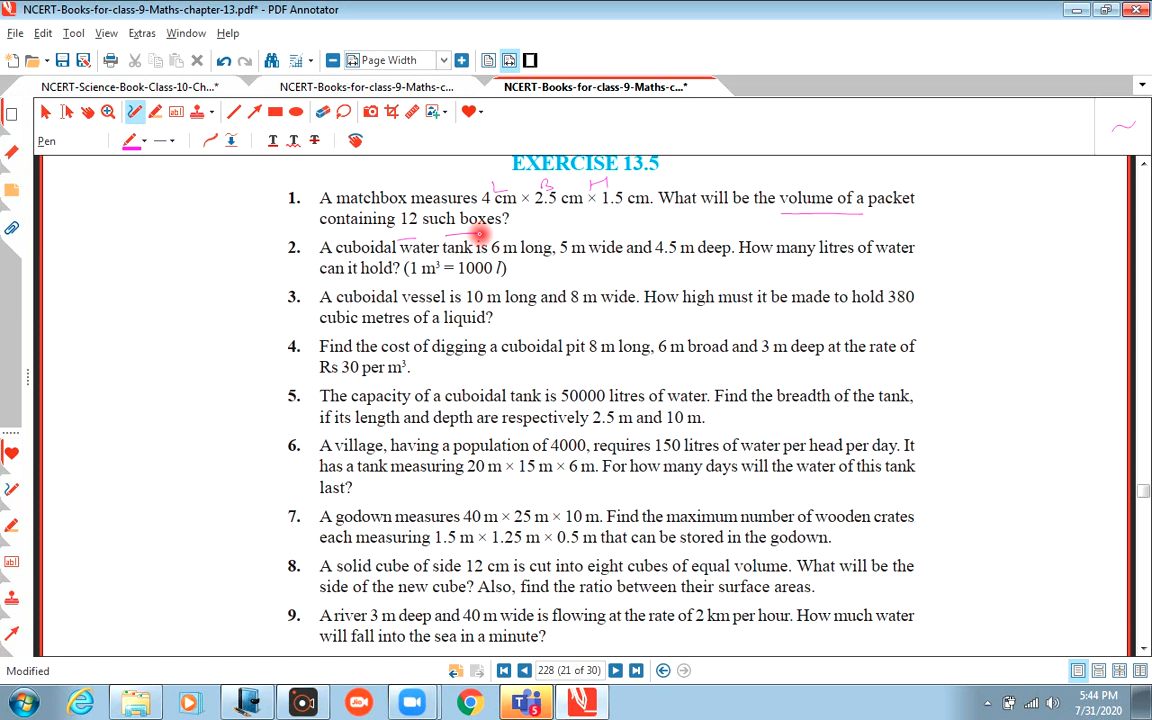 NCERT-Books-for-class-9-Maths-chapter-13.pdf* - PDF Annotator
File Edit Tool View Extras Window Help
Page Width
NCERT-Science-Book-Class-10-Ch...* NCERT-Books-for-class-9-Maths-c... NCERT-Books-for-class-9-Maths-c...*
Pen
EXERCISE 13.5
L B H
1. A matchbox measures 4 cm × 2.5 cm × 1.5 cm. What will be the volume of a packet
containing 12 such boxes?
2. A cuboidal water tank is 6 m long, 5 m wide and 4.5 m deep. How many litres of water
can it hold? (1 m³ = 1000 l)
3. A cuboidal vessel is 10 m long and 8 m wide. How high must it be made to hold 380
cubic metres of a liquid?
4. Find the cost of digging a cuboidal pit 8 m long, 6 m broad and 3 m deep at the rate of
Rs 30 per m³.
5. The capacity of a cuboidal tank is 50000 litres of water. Find the breadth of the tank,
if its length and depth are respectively 2.5 m and 10 m.
6. A village, having a population of 4000, requires 150 litres of water per head per day. It
has a tank measuring 20 m × 15 m × 6 m. For how many days will the water of this tank
last?
7. A godown measures 40 m × 25 m × 10 m. Find the maximum number of wooden crates
each measuring 1.5 m × 1.25 m × 0.5 m that can be stored in the godown.
8. A solid cube of side 12 cm is cut into eight cubes of equal volume. What will be the
side of the new cube? Also, find the ratio between their surface areas.
9. A river 3 m deep and 40 m wide is flowing at the rate of 2 km per hour. How much water
will fall into the sea in a minute?
Modified 228 (21 of 30)
Jio 5 5:44 PM
7/31/2020